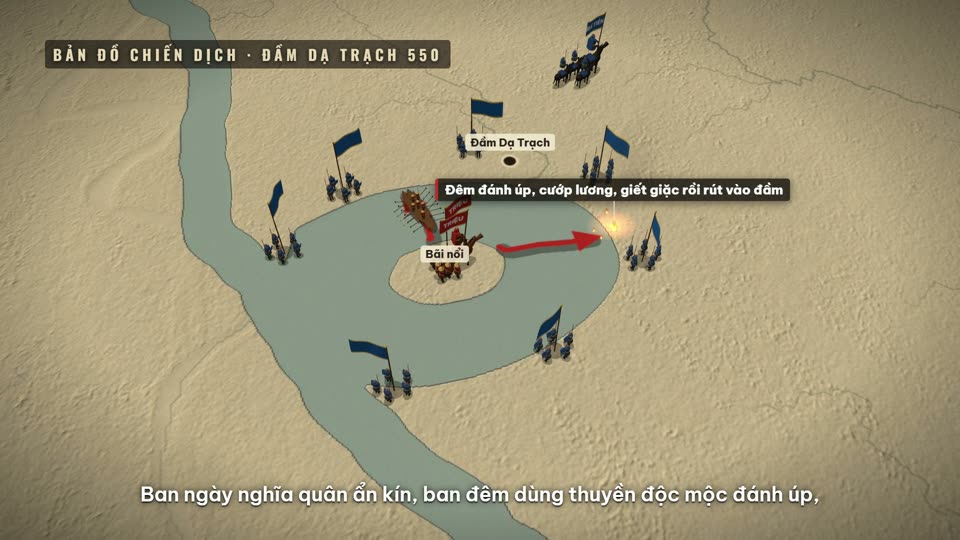 BẢN ĐỒ CHIẾN DỊCH · ĐẦM DẠ TRẠCH 550
Đầm Dạ Trạch
Đêm đánh úp, cướp lương, giết giặc rồi rút vào đầm
TRIỆU
TRIỆU
Bãi nổi
Ban ngày nghĩa quân ẩn kín, ban đêm dùng thuyền độc mộc đánh úp,